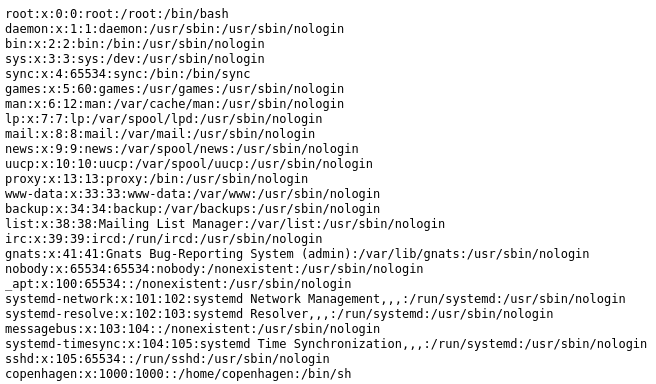 root:x:0:0:root:/root:/bin/bash
daemon:x:1:1:daemon:/usr/sbin:/usr/sbin/nologin
bin:x:2:2:bin:/bin:/usr/sbin/nologin
sys:x:3:3:sys:/dev:/usr/sbin/nologin
sync:x:4:65534:sync:/bin:/bin/sync
games:x:5:60:games:/usr/games:/usr/sbin/nologin
man:x:6:12:man:/var/cache/man:/usr/sbin/nologin
lp:x:7:7:lp:/var/spool/lpd:/usr/sbin/nologin
mail:x:8:8:mail:/var/mail:/usr/sbin/nologin
news:x:9:9:news:/var/spool/news:/usr/sbin/nologin
uucp:x:10:10:uucp:/var/spool/uucp:/usr/sbin/nologin
proxy:x:13:13:proxy:/bin:/usr/sbin/nologin
www-data:x:33:33:www-data:/var/www:/usr/sbin/nologin
backup:x:34:34:backup:/var/backups:/usr/sbin/nologin
list:x:38:38:Mailing List Manager:/var/list:/usr/sbin/nologin
irc:x:39:39:ircd:/run/ircd:/usr/sbin/nologin
gnats:x:41:41:Gnats Bug-Reporting System (admin):/var/lib/gnats:/usr/sbin/nologin
nobody:x:65534:65534:nobody:/nonexistent:/usr/sbin/nologin
_apt:x:100:65534::/nonexistent:/usr/sbin/nologin
systemd-network:x:101:102:systemd Network Management,,,:/run/systemd:/usr/sbin/nologin
systemd-resolve:x:102:103:systemd Resolver,,,:/run/systemd:/usr/sbin/nologin
messagebus:x:103:104::/nonexistent:/usr/sbin/nologin
systemd-timesync:x:104:105:systemd Time Synchronization,,,:/run/systemd:/usr/sbin/nologin
sshd:x:105:65534::/run/sshd:/usr/sbin/nologin
copenhagen:x:1000:1000::/home/copenhagen:/bin/sh